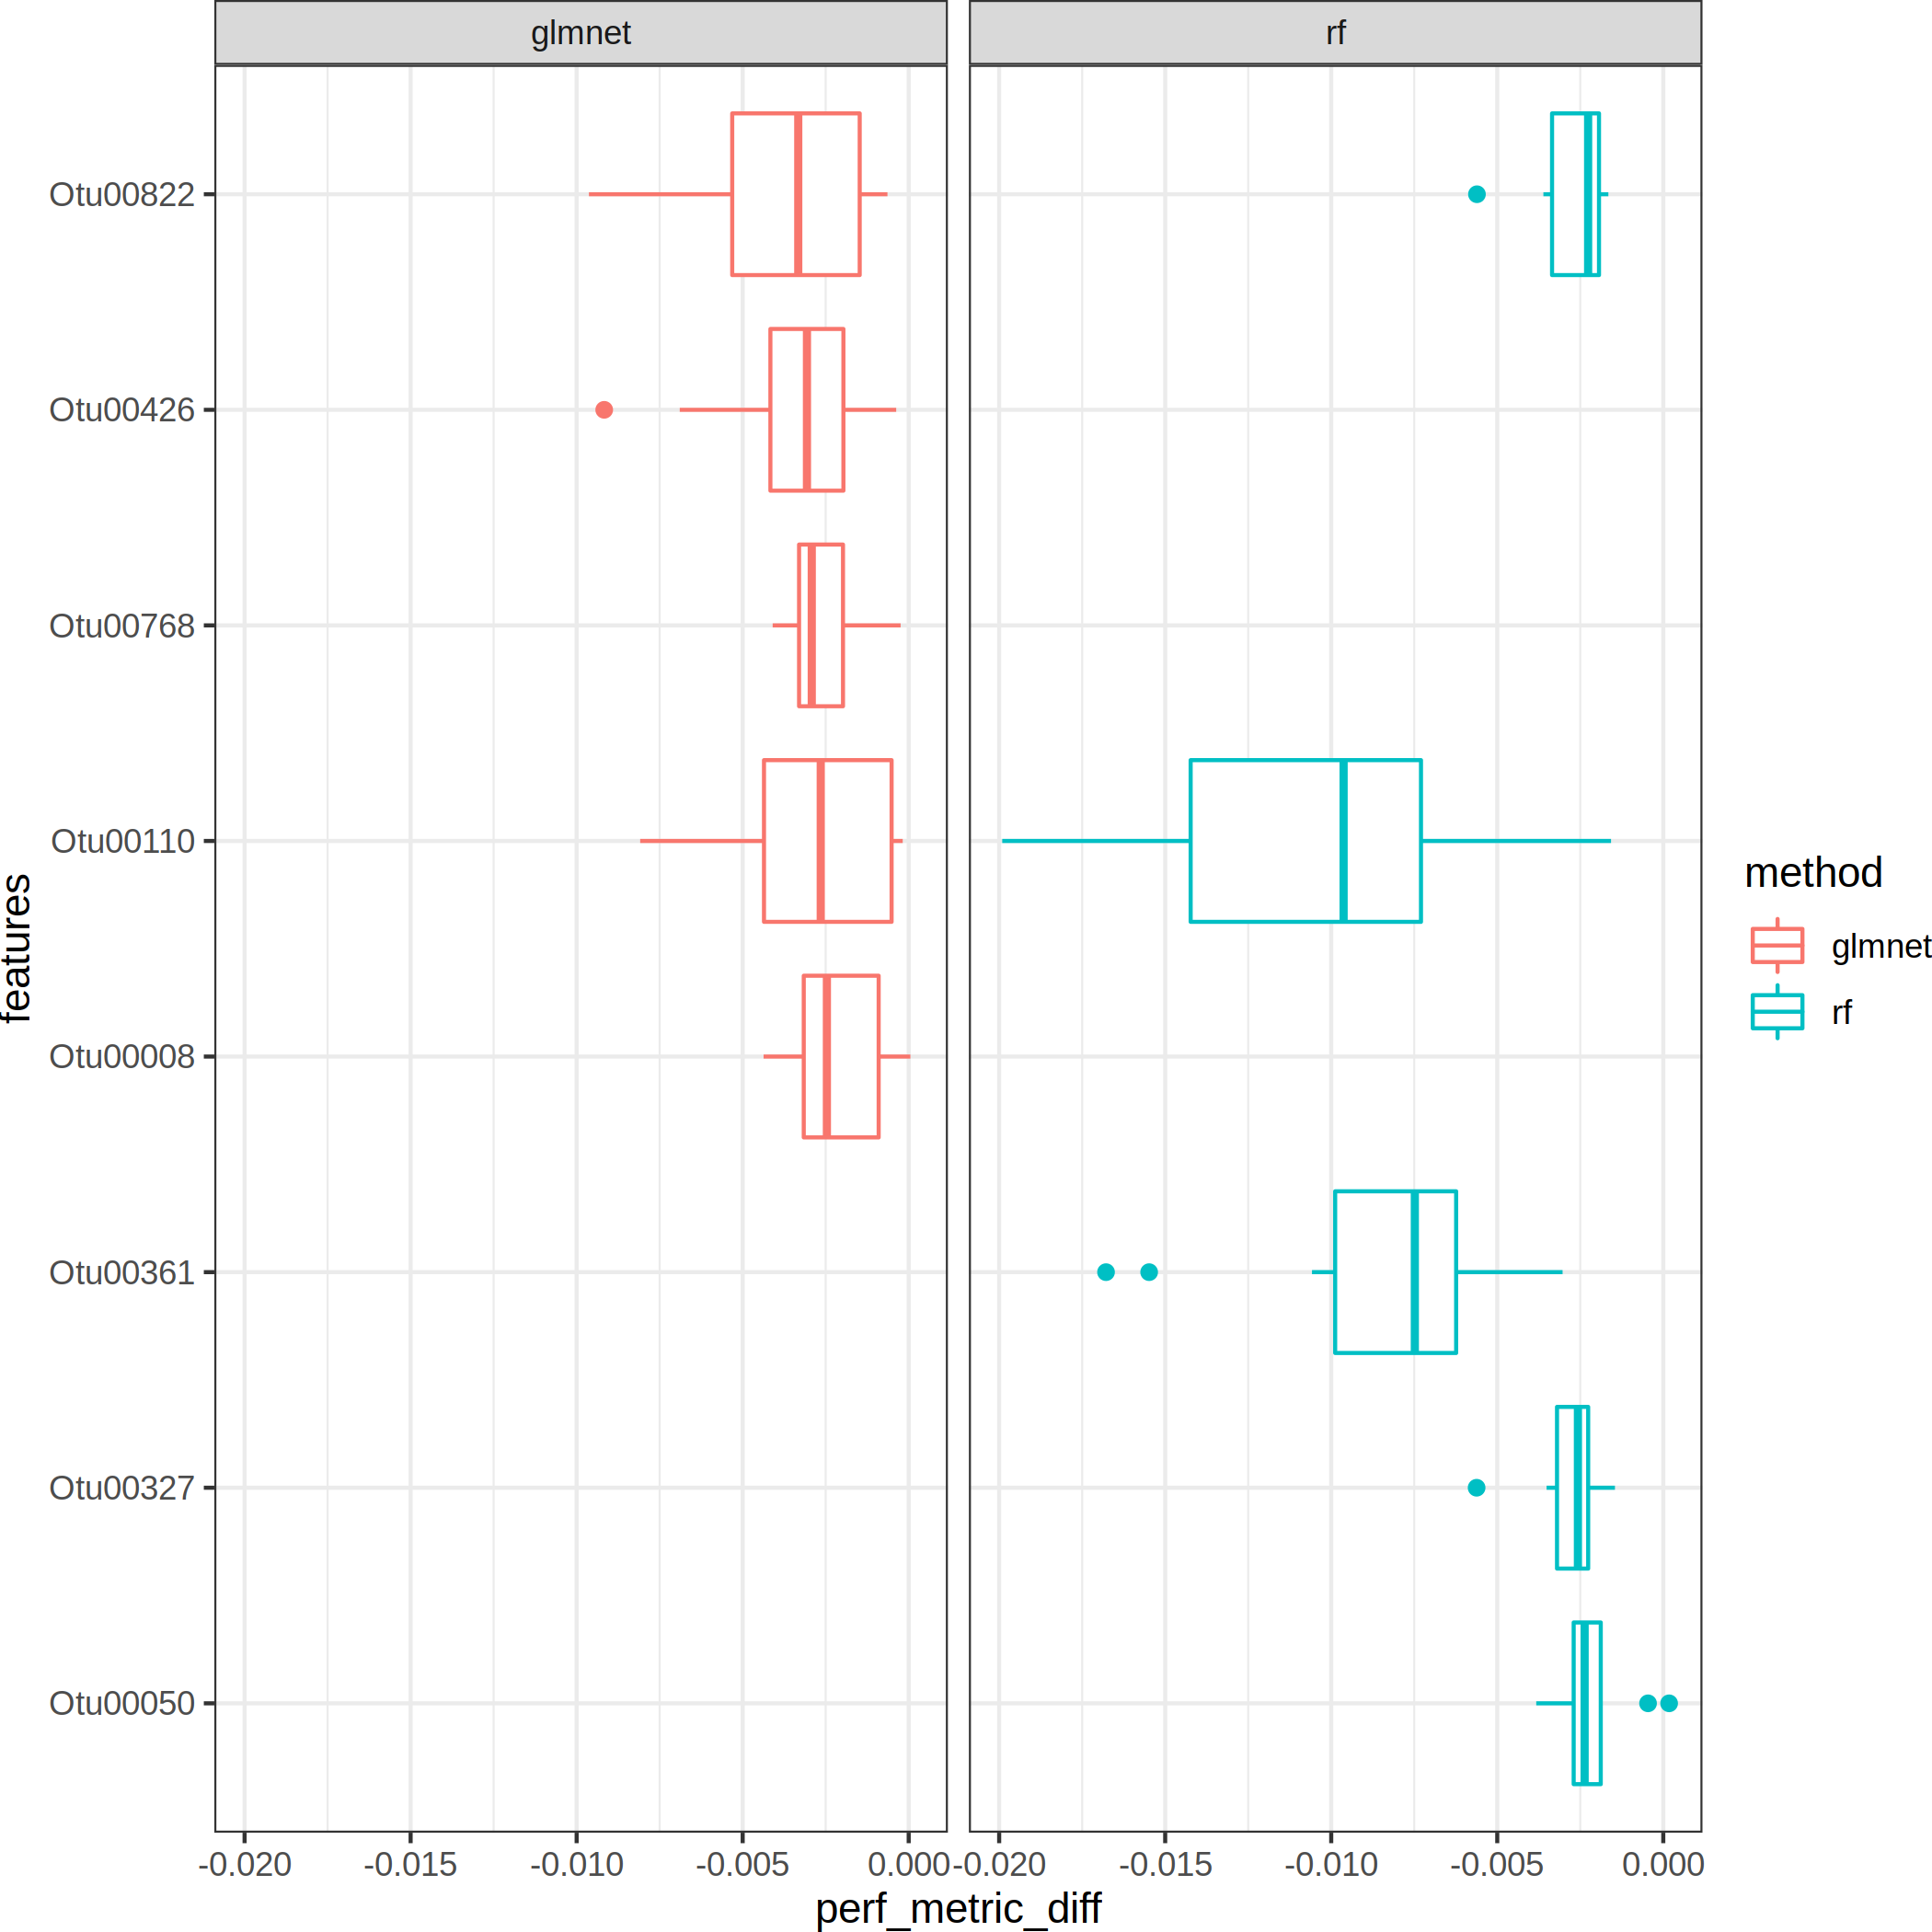 glmnet
rf
Otu00822
Otu00426
Otu00768
Otu00110
Otu00008
Otu00361
Otu00327
Otu00050
features
-0.020 -0.015 -0.010 -0.005 0.000
-0.020 -0.015 -0.010 -0.005 0.000
perf_metric_diff
method
glmnet
rf